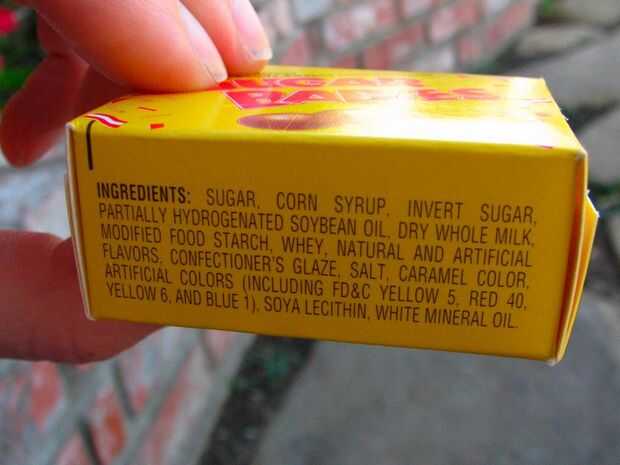 SUGAR
BABIES
INGREDIENTS: SUGAR, CORN SYRUP, INVERT SUGAR,
PARTIALLY HYDROGENATED SOYBEAN OIL, DRY WHOLE MILK,
MODIFIED FOOD STARCH, WHEY, NATURAL AND ARTIFICIAL
FLAVORS, CONFECTIONER'S GLAZE, SALT, CARAMEL COLOR,
ARTIFICIAL COLORS (INCLUDING FD&C YELLOW 5, RED 40,
YELLOW 6, AND BLUE 1), SOYA LECITHIN, WHITE MINERAL OIL.